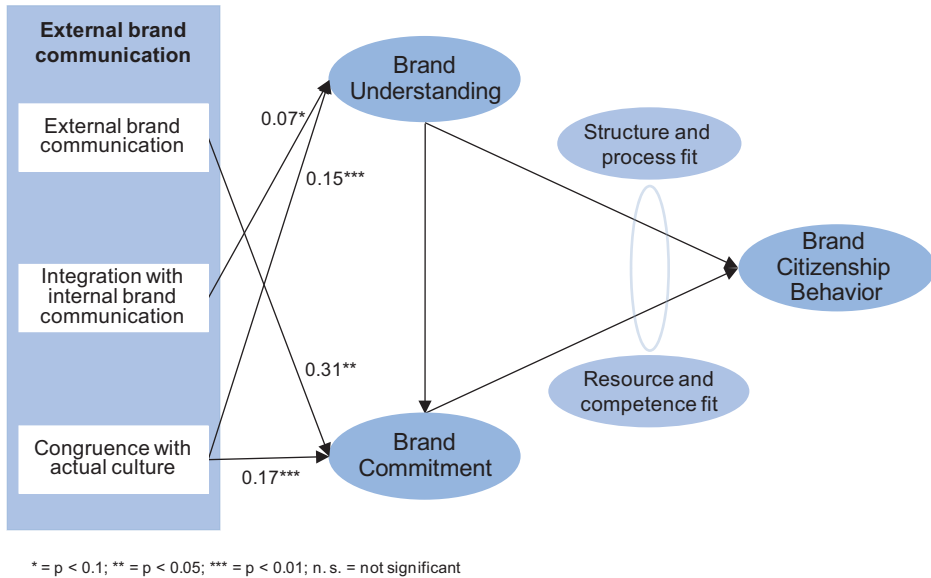 External brand
communication
External brand
communication
Integration with
internal brand
communication
Congruence with
actual culture
0.07*
0.15***
0.31**
0.17***
Brand
Understanding
Brand
Commitment
Structure and
process fit
Resource and
competence fit
Brand
Citizenship
Behavior
* = p < 0.1; ** = p < 0.05; *** = p < 0.01; n. s. = not significant